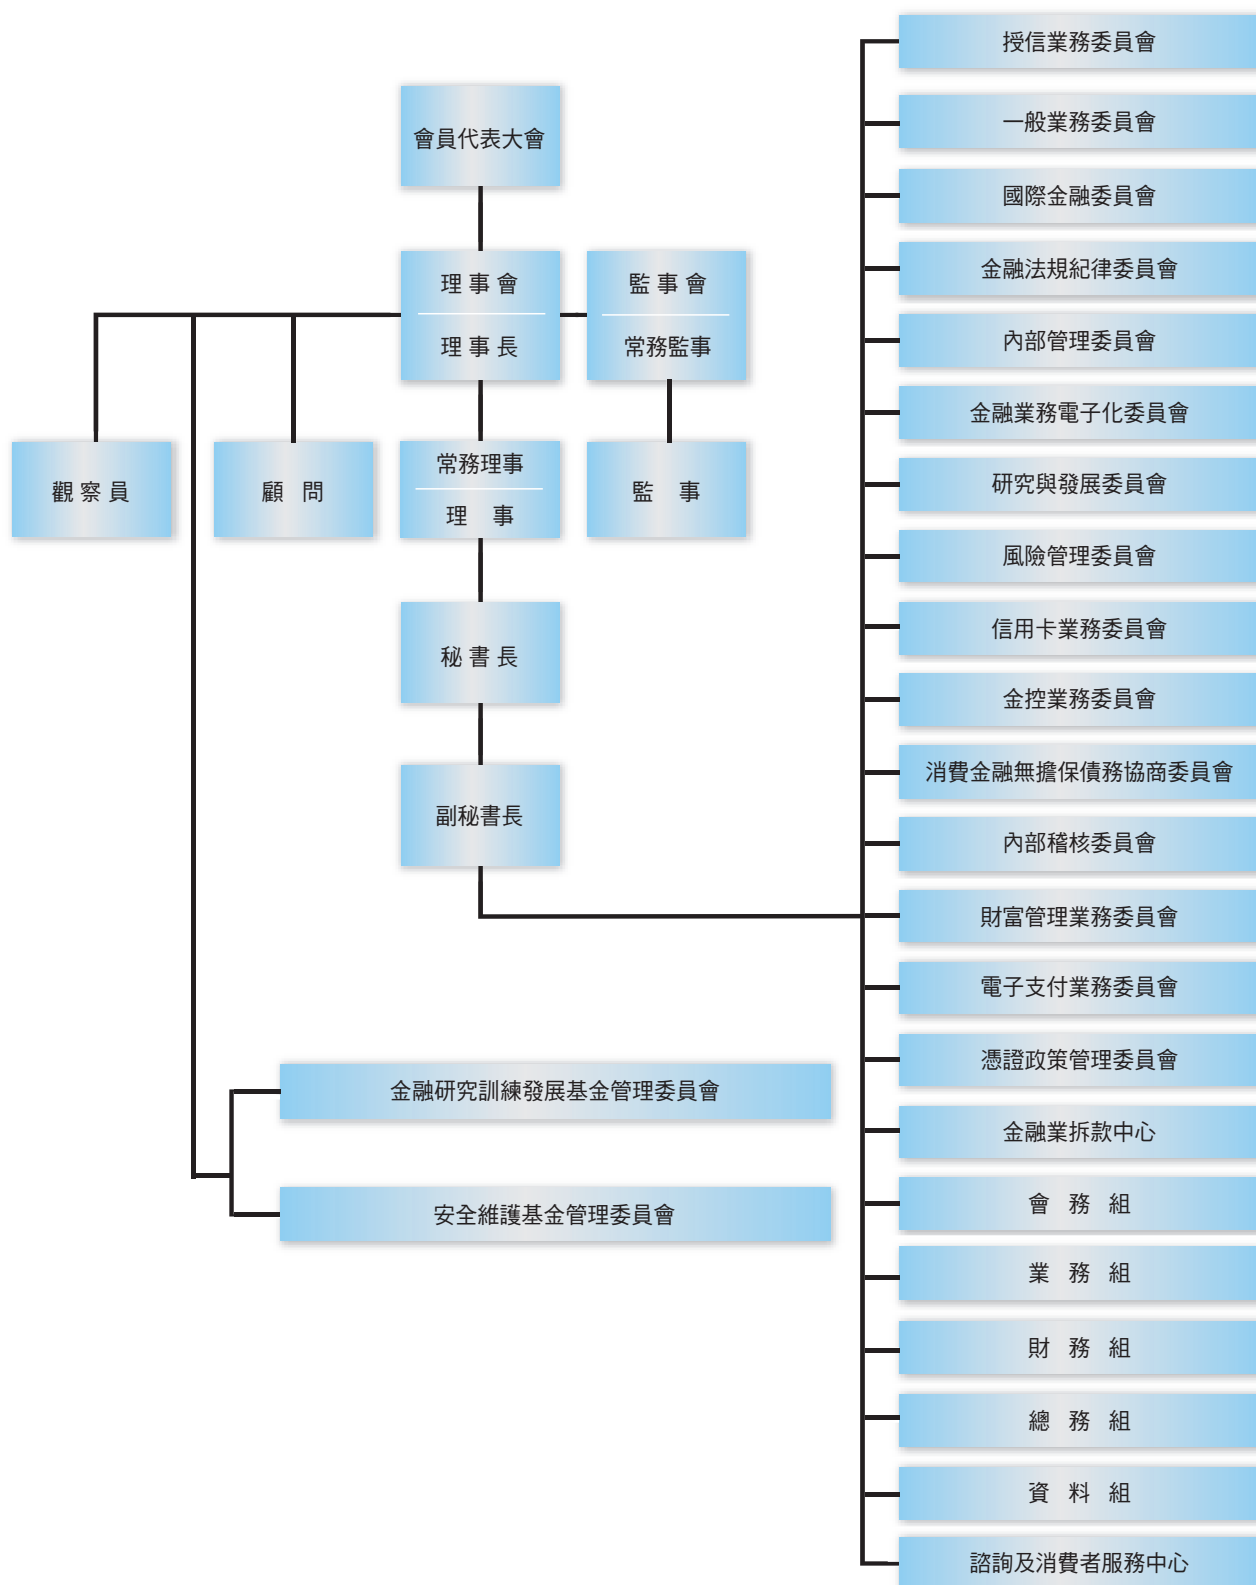 會員代表大會
理事會
理事長
監事會
常務監事
觀察員
顧問
常務理事
理事
監事
秘書長
副秘書長
金融研究訓練發展基金管理委員會
安全維護基金管理委員會
授信業務委員會
一般業務委員會
國際金融委員會
金融法規紀律委員會
內部管理委員會
金融業務電子化委員會
研究與發展委員會
風險管理委員會
信用卡業務委員會
金控業務委員會
消費金融無擔保債務協商委員會
內部稽核委員會
財富管理業務委員會
電子支付業務委員會
憑證政策管理委員會
金融業拆款中心
會務組
業務組
財務組
總務組
資料組
諮詢及消費者服務中心